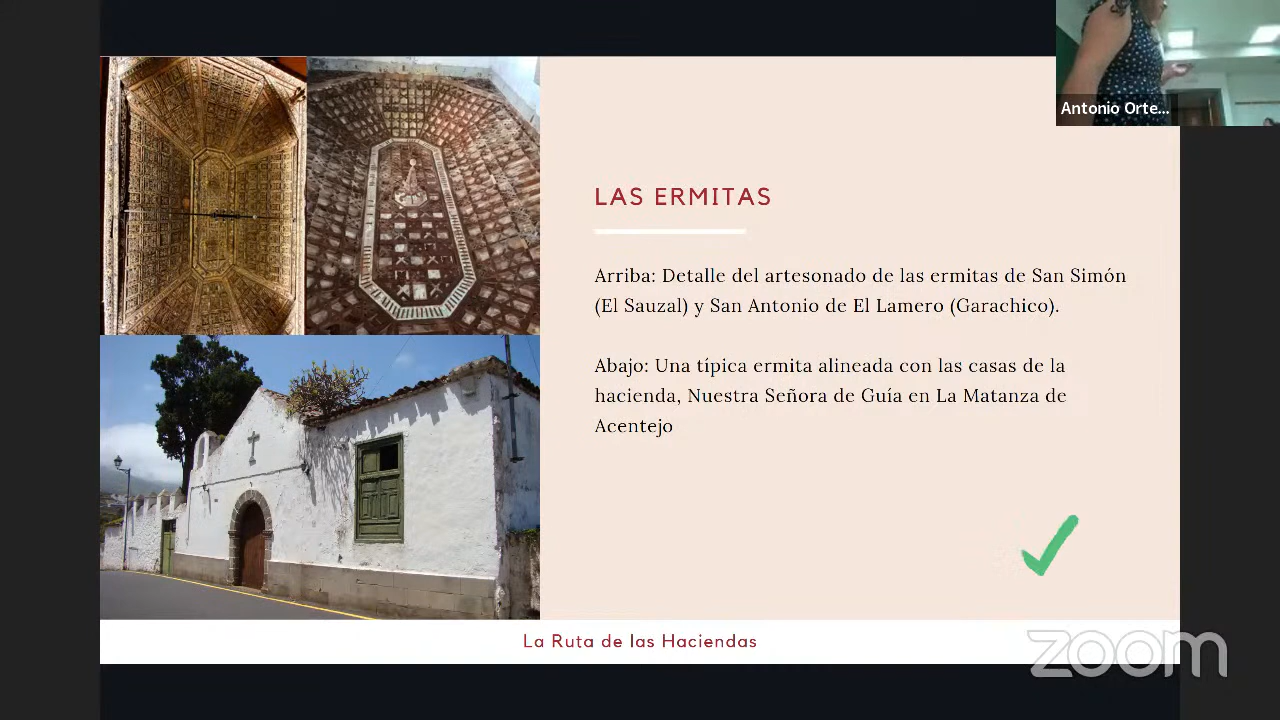 Antonio Orte...
LAS ERMITAS
Arriba: Detalle del artesonado de las ermitas de San Simón
(El Sauzal) y San Antonio de El Lamero (Garachico).
Abajo: Una típica ermita alineada con las casas de la
hacienda, Nuestra Señora de Guía en La Matanza de
Acentejo
La Ruta de las Haciendas
zoom